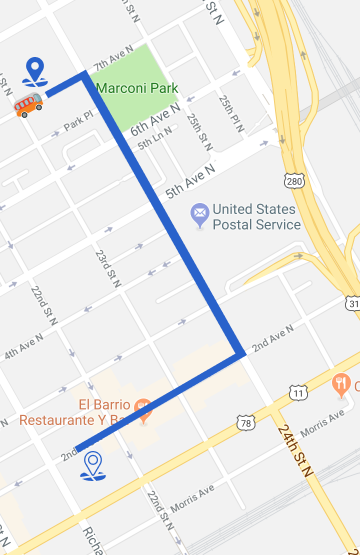 7th Ave N
Marconi Park
Park Pl
6th Ave N
25th Pl N
25th St N
5th Ln N
5th Ave N
280
United States
Postal Service
23rd St N
22nd St N
31
4th Ave N
2nd Ave N
El Barrio
Restaurante Y Ba
11
78
24th St N
Morris Ave
2nd
22nd St N
Morris Ave
Richa